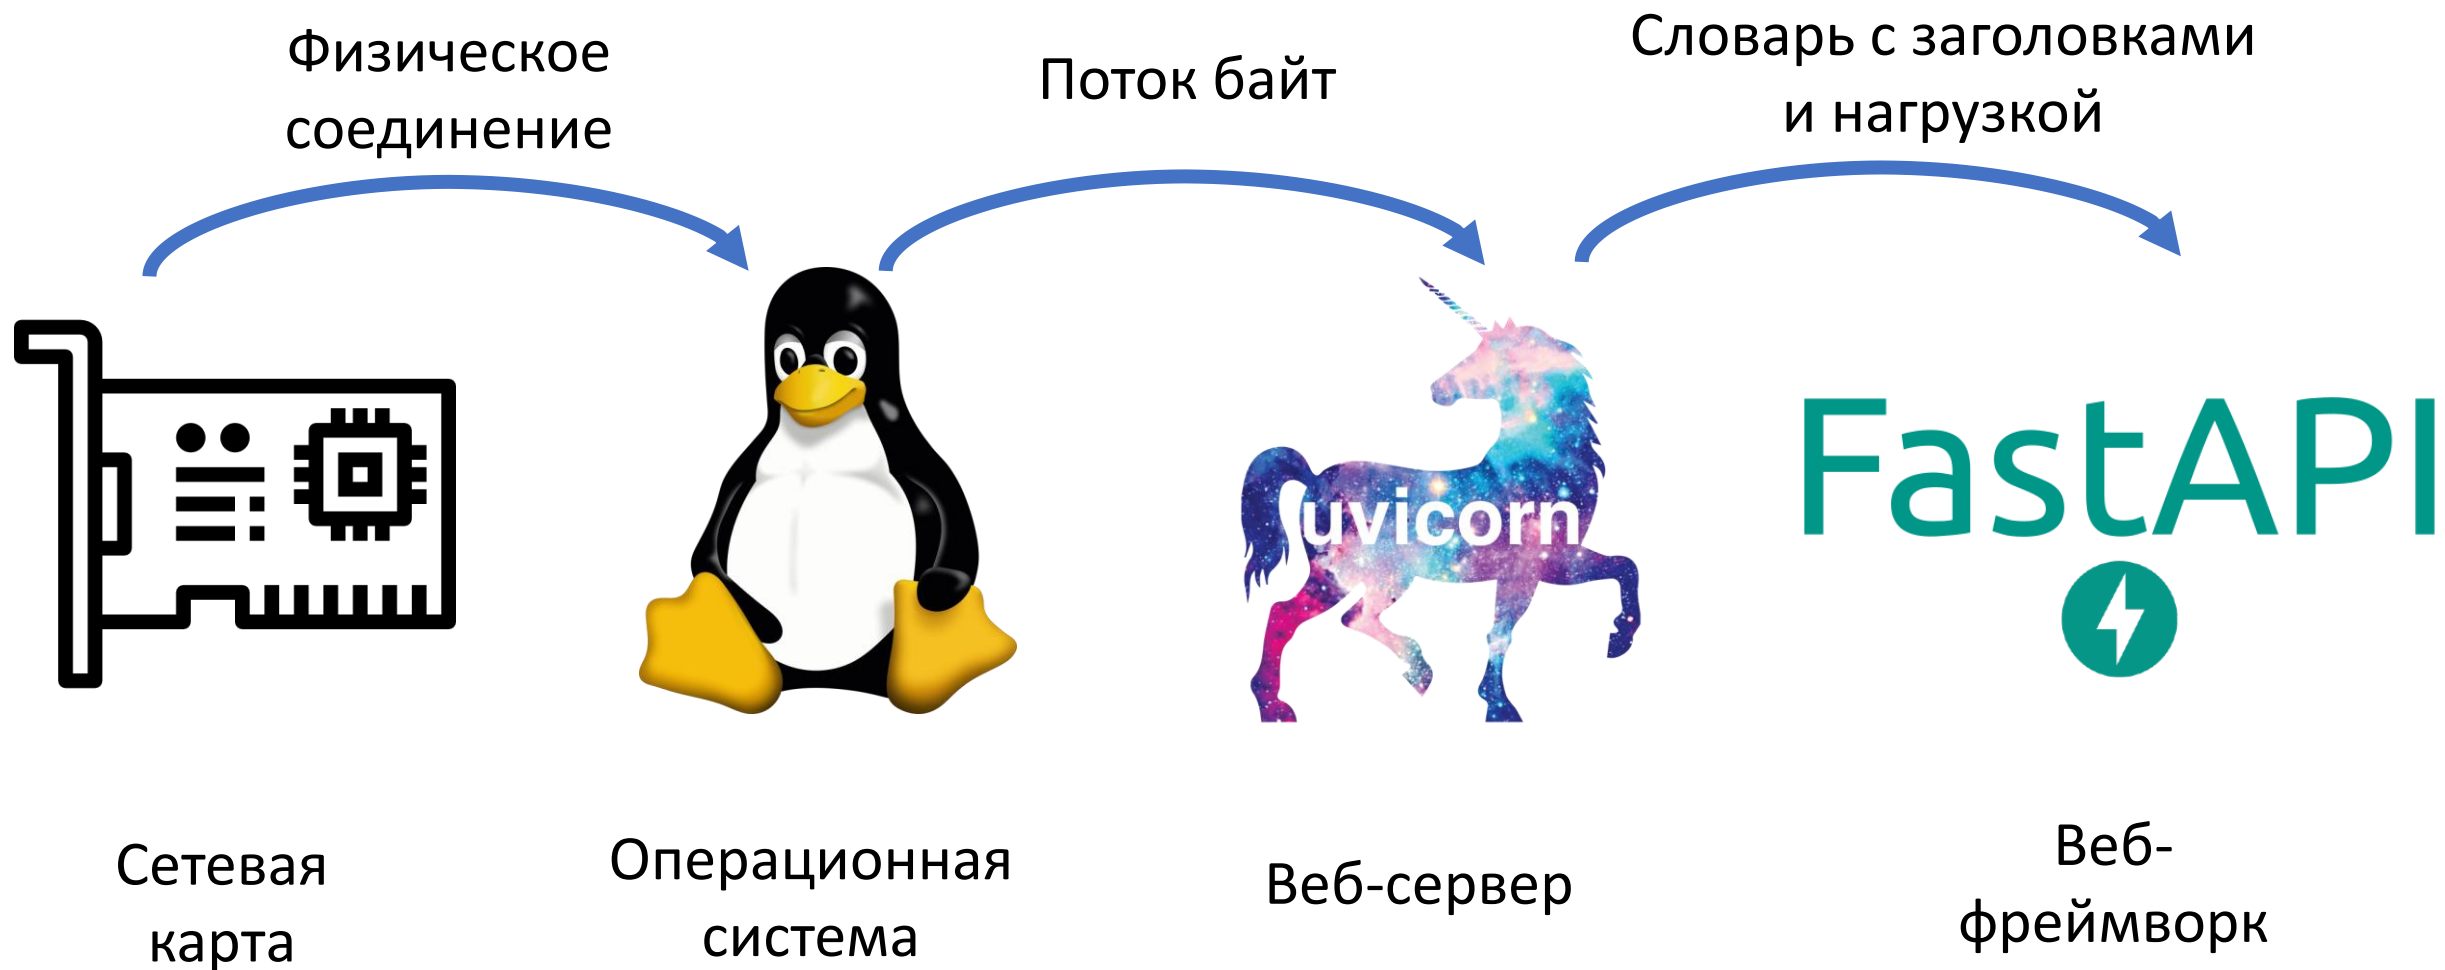 Физическое
соединение
Поток байт
Словарь с заголовками
и нагрузкой
uvicorn
FastAPI
Сетевая
карта
Операционная
система
Веб-сервер
Веб-
фреймворк